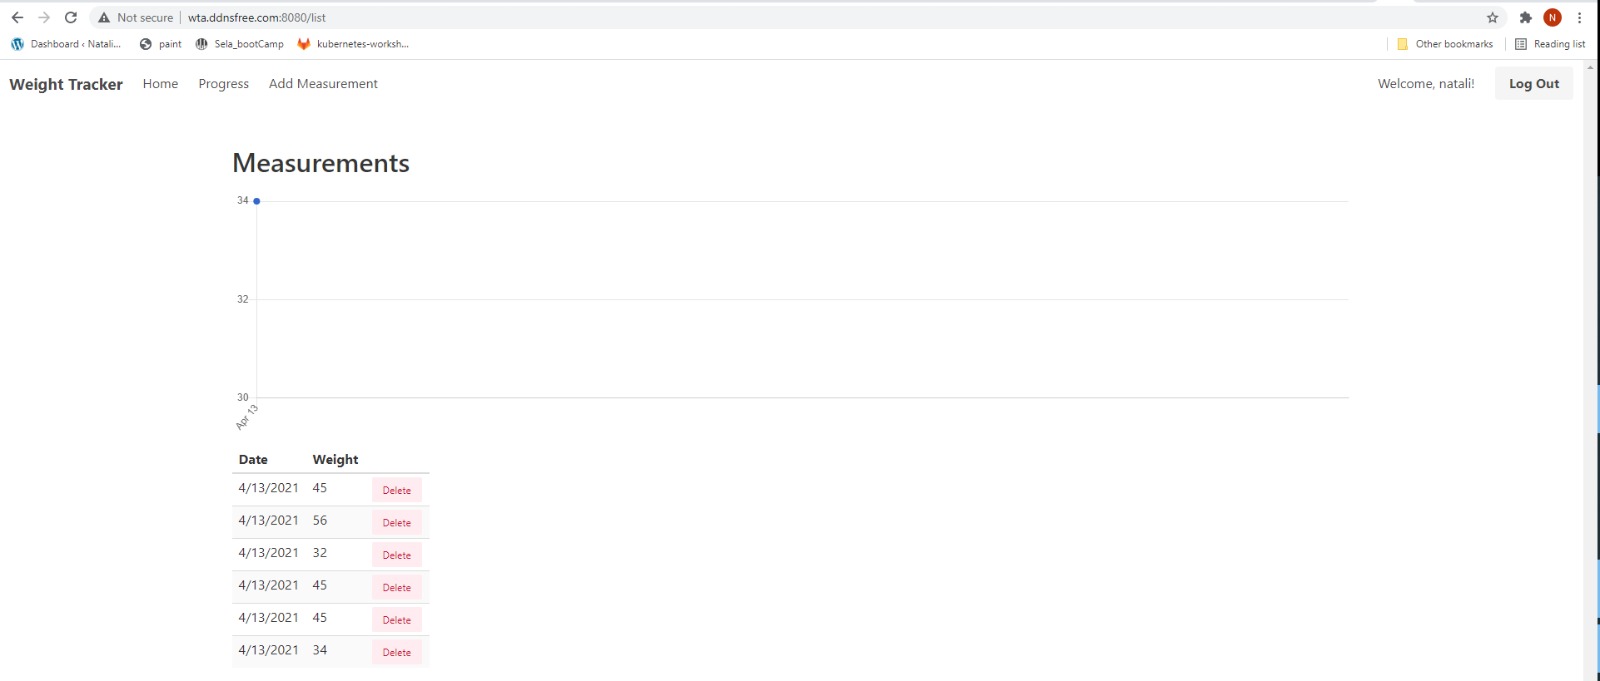 Not secure wta.ddnsfree.com:8080/list N
Dashboard ‹ Natali... paint Sela_bootCamp kubernetes-worksh... Other bookmarks Reading list
Weight Tracker Home Progress Add Measurement Welcome, natali! Log Out
Measurements
34
32
30
Apr 13
Date Weight
4/13/2021 45 Delete
4/13/2021 56 Delete
4/13/2021 32 Delete
4/13/2021 45 Delete
4/13/2021 45 Delete
4/13/2021 34 Delete